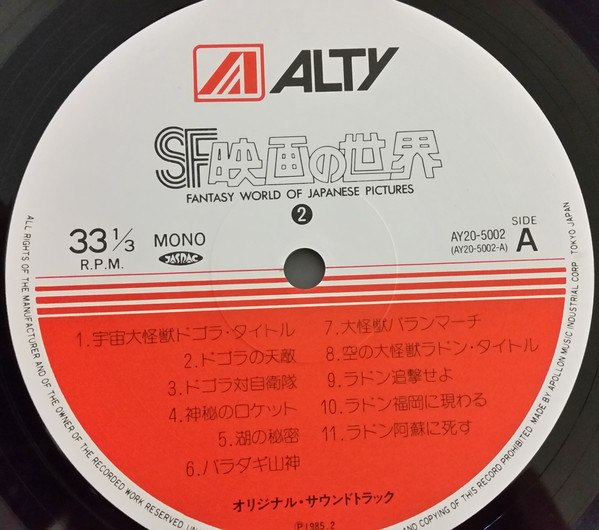 ALTY
SF映画の世界
FANTASY WORLD OF JAPANESE PICTURES
2
33 1/3
R.P.M.
MONO
JASRAC
AY20-5002
(AY20-5002-A)
SIDE
A
1.宇宙大怪獣ドゴラ・タイトル
2.ドゴラの天敵
3.ドゴラ対自衛隊
4.神秘のロケット
5.湖の秘密
6.バラダギ山神
7.大怪獣バランマーチ
8.空の大怪獣ラドン・タイトル
9.ラドン追撃せよ
10.ラドン福岡に現わる
11.ラドン阿蘇に死す
オリジナル・サウンドトラック
Ⓟ1985.2
ALL RIGHTS OF THE MANUFACTURER AND OF THE OWNER OF THE RECORDED WORK RESERVED
AND COPYING OF THIS RECORD PROHIBITED. MADE BY APOLLON MUSIC INDUSTRIAL CORP. TOKYO JAPAN